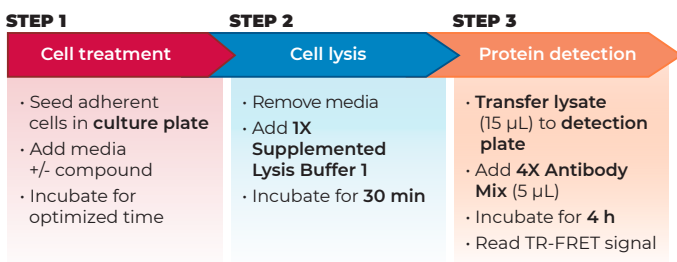 STEP 1
Cell treatment
· Seed adherent
cells in culture plate
· Add media
+/- compound
· Incubate for
optimized time
STEP 2
Cell lysis
· Remove media
· Add 1X
Supplemented
Lysis Buffer 1
· Incubate for 30 min
STEP 3
Protein detection
· Transfer lysate
(15 µL) to detection
plate
· Add 4X Antibody
Mix (5 µL)
· Incubate for 4 h
· Read TR-FRET signal